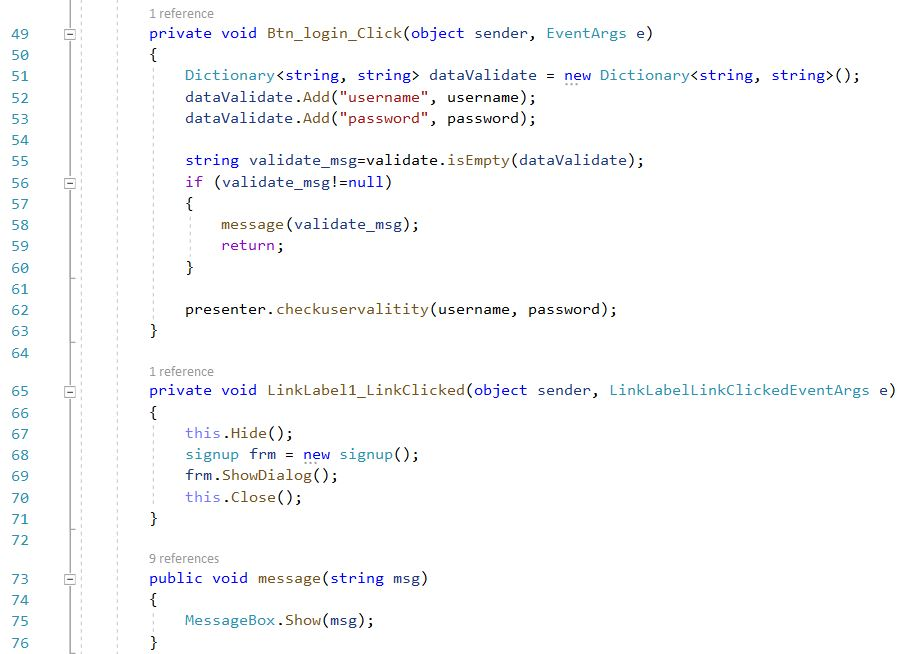 1 reference
49 private void Btn_login_Click(object sender, EventArgs e)
50 {
51 Dictionary<string, string> dataValidate = new Dictionary<string, string>();
52 dataValidate.Add("username", username);
53 dataValidate.Add("password", password);
54
55 string validate_msg=validate.isEmpty(dataValidate);
56 if (validate_msg!=null)
57 {
58 message(validate_msg);
59 return;
60 }
61
62 presenter.checkuservalitity(username, password);
63 }
64
1 reference
65 private void LinkLabel1_LinkClicked(object sender, LinkLabelLinkClickedEventArgs e)
66 {
67 this.Hide();
68 signup frm = new signup();
69 frm.ShowDialog();
70 this.Close();
71 }
72
9 references
73 public void message(string msg)
74 {
75 MessageBox.Show(msg);
76 }